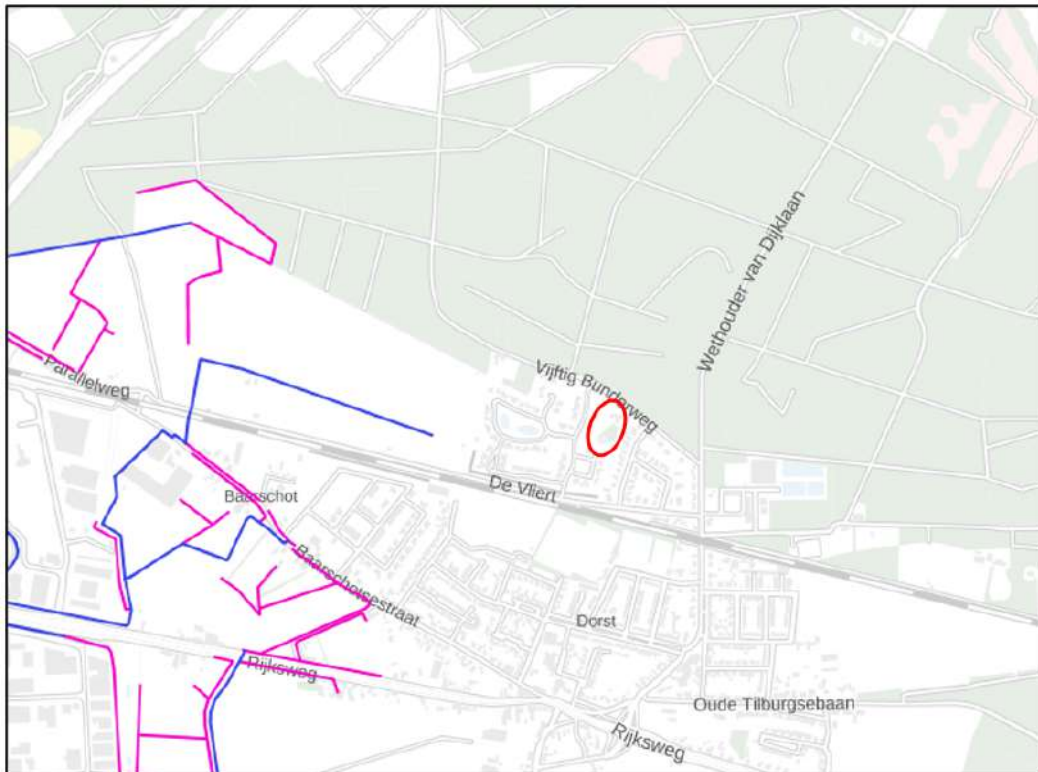 Wethouder van Dijklaan
Parallelweg
Vijftig Bunderweg
De Vliert
Baarschot
Baarschotsestraat
Dorst
Rijksweg
Oude Tilburgsebaan
Rijksweg